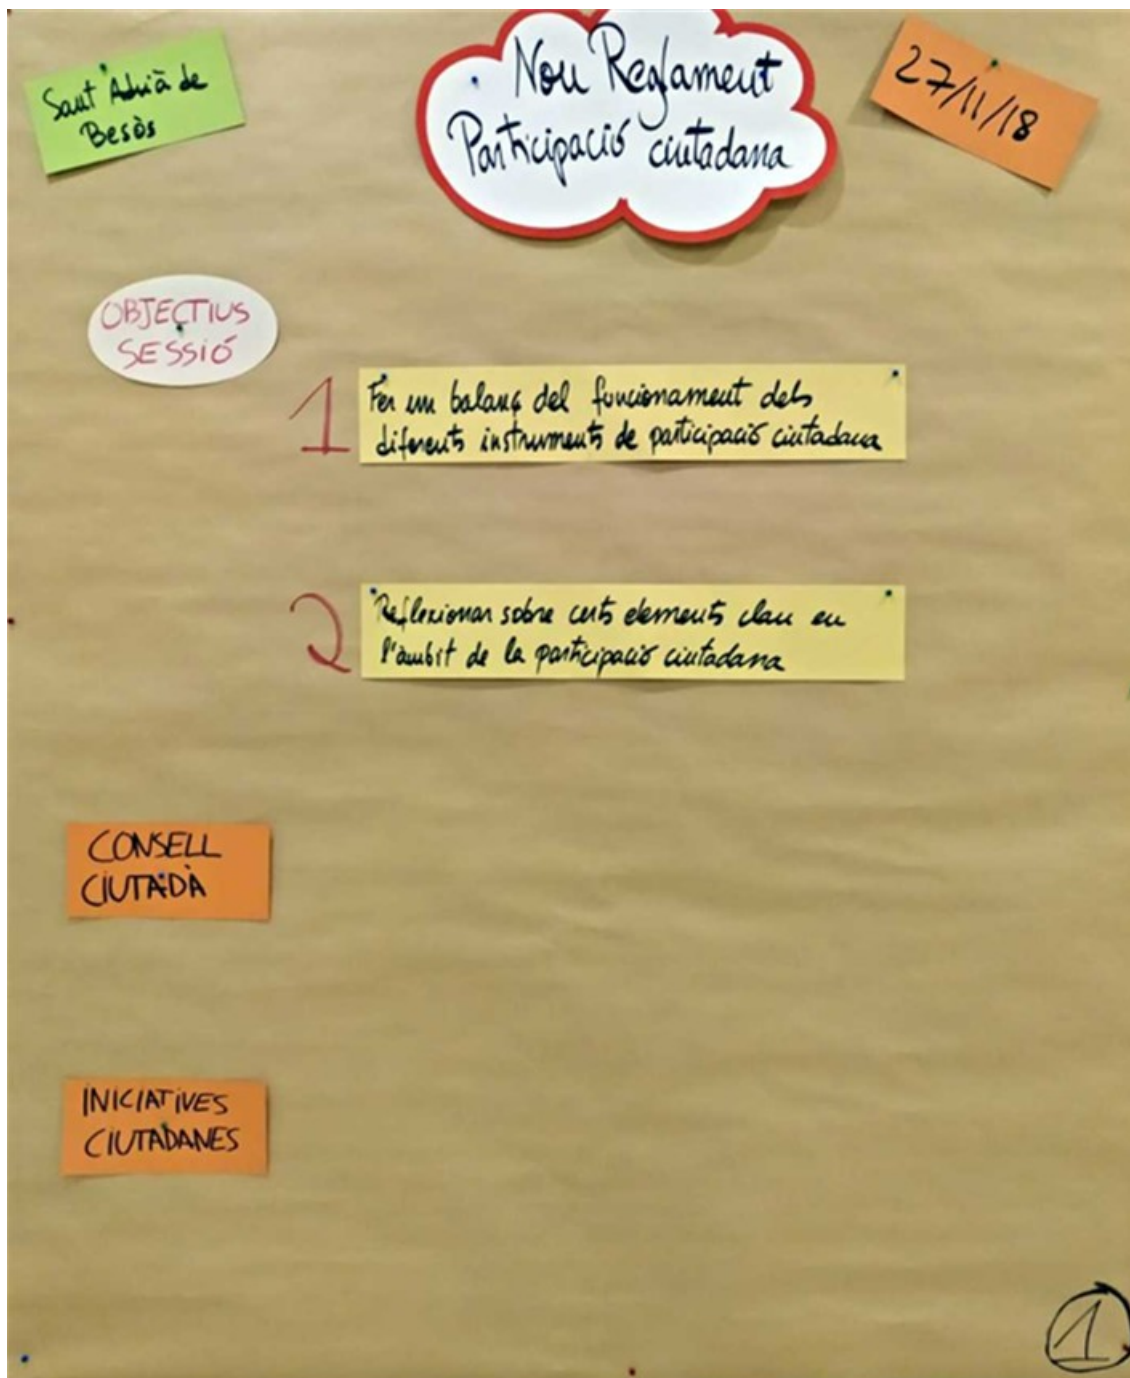 Sant Adrià de
Besòs
Nou Reglament
Participació ciutadana
27/11/18
OBJECTIUS
SESSIÓ
1
Fer un balanç del funcionament dels
diferents instruments de participació ciutadana
2
Reflexionar sobre certs elements clau en
l'àmbit de la participació ciutadana
CONSELL
CIUTADÀ
INICIATIVES
CIUTADANES
1